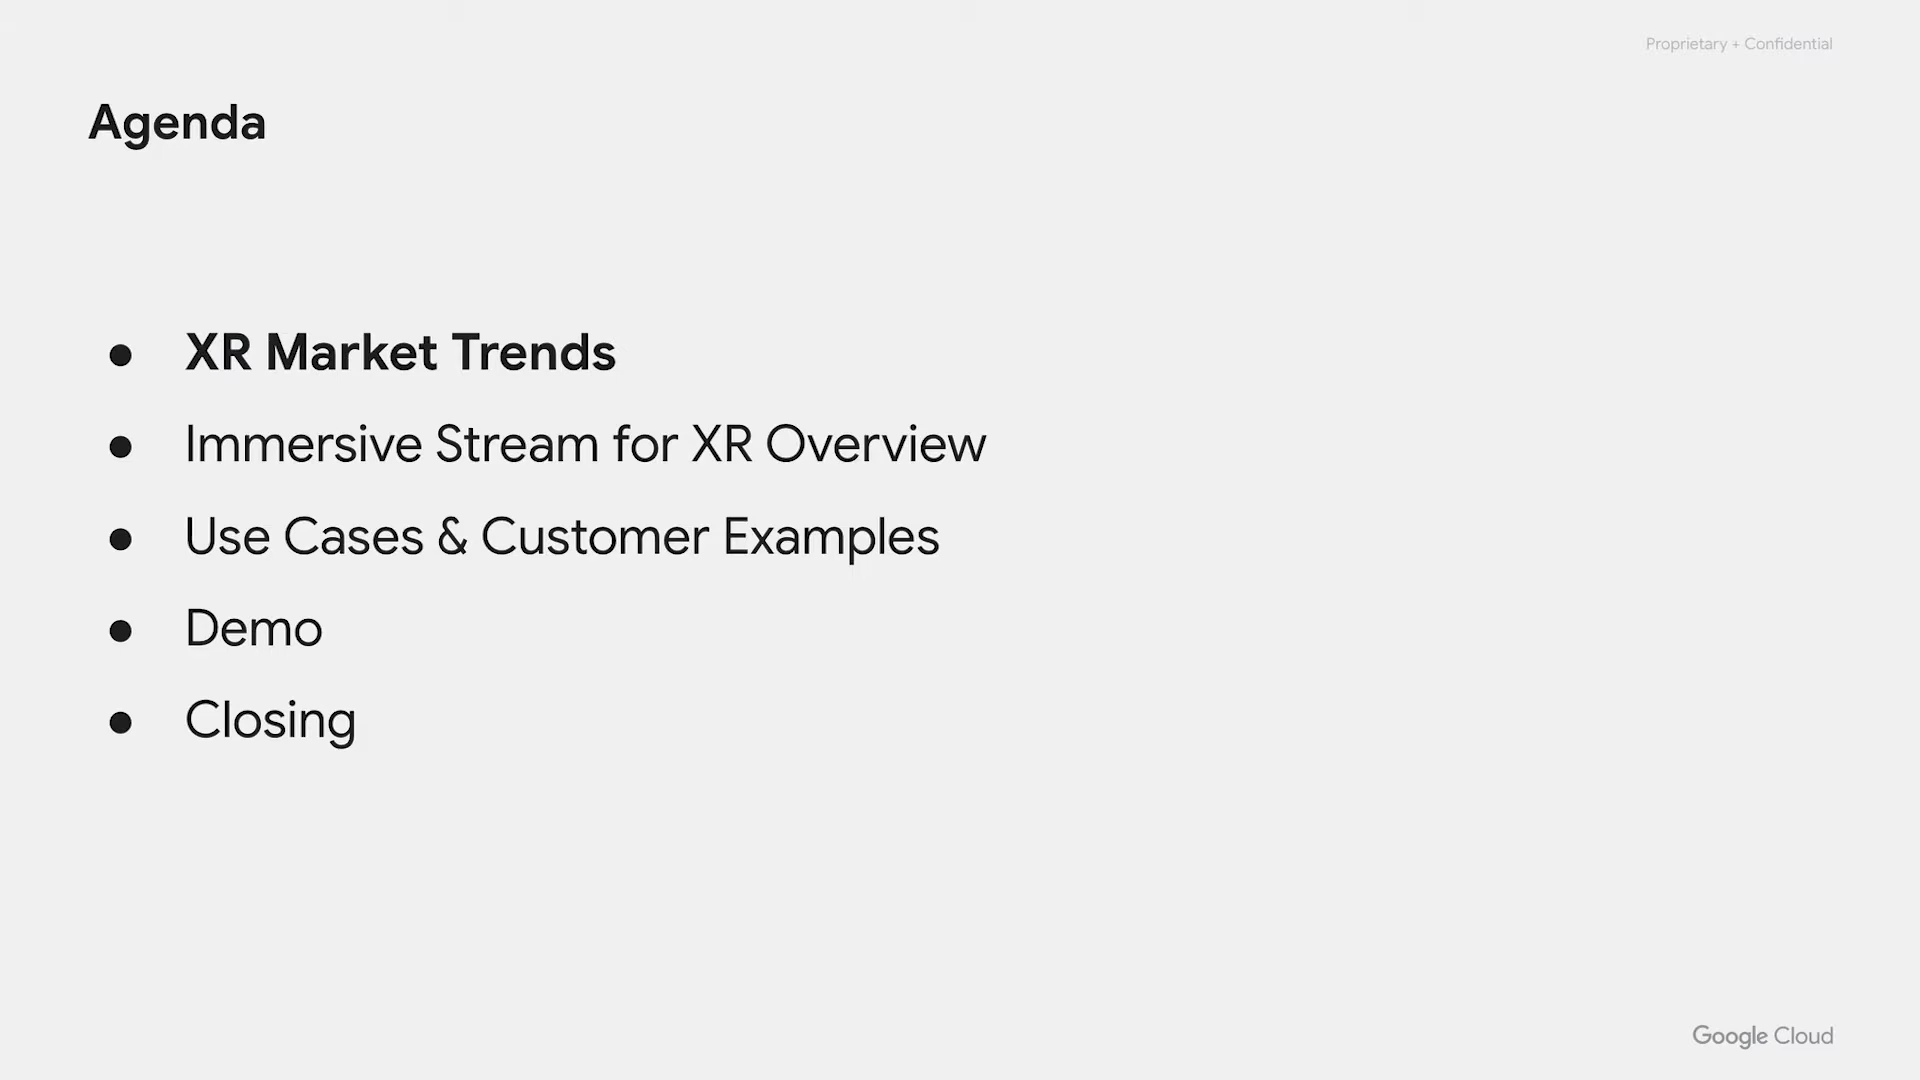 Proprietary + Confidential
Agenda
● XR Market Trends
● Immersive Stream for XR Overview
● Use Cases & Customer Examples
● Demo
● Closing
Google Cloud